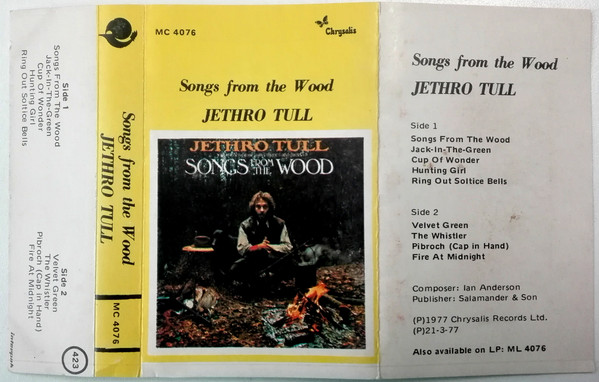 Side 1
Songs From The Wood
Jack-In-The-Green
Cup Of Wonder
Hunting Girl
Ring Out Soltice Bells
Side 2
Velvet Green
The Whistler
Pibroch (Cap in Hand)
Fire At Midnight
423
Songs from the Wood
JETHRO TULL
MC 4076
MC 4076
Chrysalis
Songs from the Wood
JETHRO TULL
JETHRO TULL
SONGS FROM THE WOOD
Songs from the Wood
JETHRO TULL
Side 1
Songs From The Wood
Jack-In-The-Green
Cup Of Wonder
Hunting Girl
Ring Out Soltice Bells
Side 2
Velvet Green
The Whistler
Pibroch (Cap in Hand)
Fire At Midnight
Composer: Ian Anderson
Publisher: Salamander & Son
(P)1977 Chrysalis Records Ltd.
(P)21-3-77
Also available on LP: ML 4076